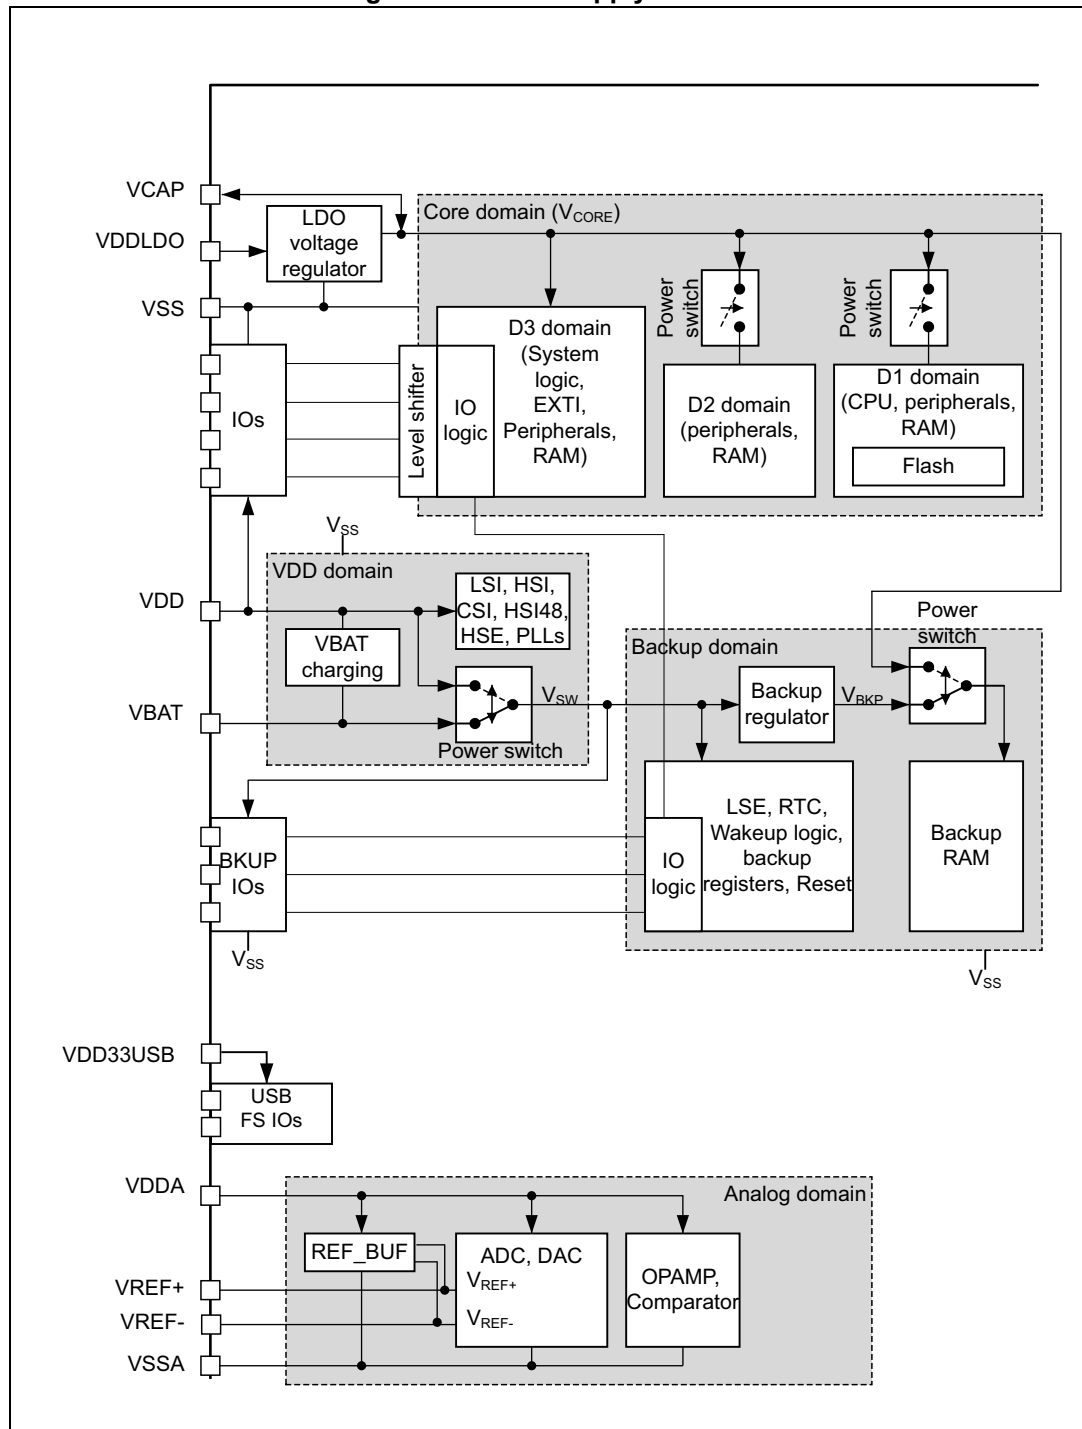 VCAP
Core domain (VCORE)
LDO
voltage
regulator
VDDLDO
VSS
Power
switch
Power
switch
D3 domain
(System
logic,
EXTI,
Peripherals,
RAM)
IOs
Level shifter
IO
logic
D2 domain
(peripherals,
RAM)
D1 domain
(CPU, peripherals,
RAM)
Flash
VSS
VDD domain
LSI, HSI,
CSI, HSI48,
HSE, PLLs
VDD
VBAT
charging
Power
switch
Backup domain
VBAT
VSW
Backup
regulator
VBKP
Power switch
LSE, RTC,
Wakeup logic,
backup
registers, Reset
Backup
RAM
BKUP
IOs
IO
logic
VSS
VSS
VDD33USB
USB
FS IOs
VDDA
Analog domain
REF_BUF
ADC, DAC
VREF+
VREF-
OPAMP,
Comparator
VREF+
VREF-
VSSA